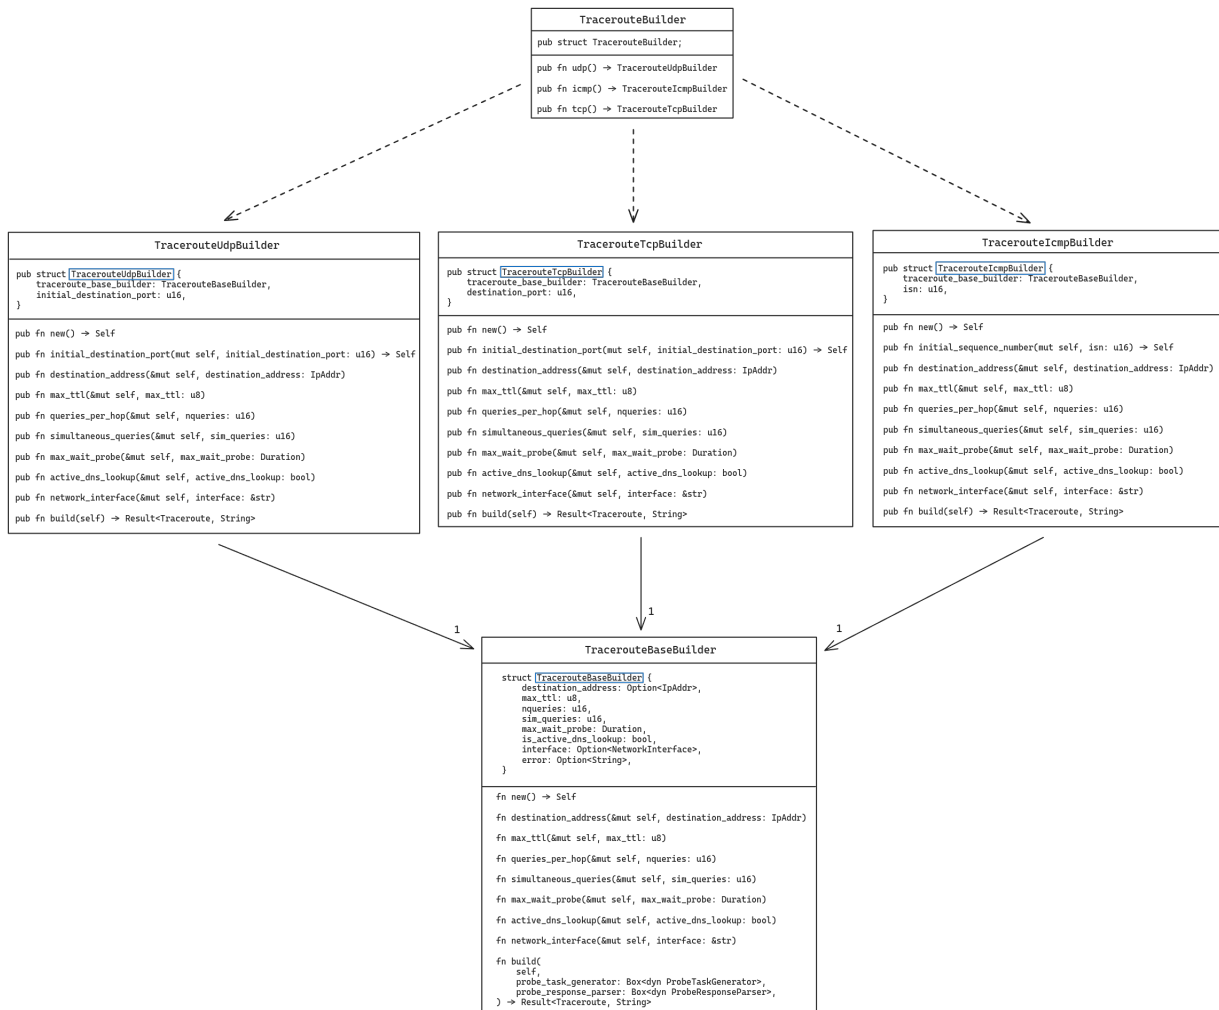 TracerouteBuilder
pub struct TracerouteBuilder;
pub fn udp() → TracerouteUdpBuilder
pub fn icmp() → TracerouteIcmpBuilder
pub fn tcp() → TracerouteTcpBuilder
TracerouteUdpBuilder
pub struct TracerouteUdpBuilder {
traceroute_base_builder: TracerouteBaseBuilder,
initial_destination_port: u16,
}
pub fn new() → Self
pub fn initial_destination_port(mut self, initial_destination_port: u16) → Self
pub fn destination_address(&mut self, destination_address: IpAddr)
pub fn max_ttl(&mut self, max_ttl: u8)
pub fn queries_per_hop(&mut self, nqueries: u16)
pub fn simultaneous_queries(&mut self, sim_queries: u16)
pub fn max_wait_probe(&mut self, max_wait_probe: Duration)
pub fn active_dns_lookup(&mut self, active_dns_lookup: bool)
pub fn network_interface(&mut self, interface: &str)
pub fn build(self) → Result<Traceroute, String>
TracerouteTcpBuilder
pub struct TracerouteTcpBuilder {
traceroute_base_builder: TracerouteBaseBuilder,
destination_port: u16,
}
pub fn new() → Self
pub fn initial_destination_port(mut self, initial_destination_port: u16) → Self
pub fn destination_address(&mut self, destination_address: IpAddr)
pub fn max_ttl(&mut self, max_ttl: u8)
pub fn queries_per_hop(&mut self, nqueries: u16)
pub fn simultaneous_queries(&mut self, sim_queries: u16)
pub fn max_wait_probe(&mut self, max_wait_probe: Duration)
pub fn active_dns_lookup(&mut self, active_dns_lookup: bool)
pub fn network_interface(&mut self, interface: &str)
pub fn build(self) → Result<Traceroute, String>
TracerouteIcmpBuilder
pub struct TracerouteIcmpBuilder {
traceroute_base_builder: TracerouteBaseBuilder,
isn: u16,
}
pub fn new() → Self
pub fn initial_sequence_number(mut self, isn: u16) → Self
pub fn destination_address(&mut self, destination_address: IpAddr)
pub fn max_ttl(&mut self, max_ttl: u8)
pub fn queries_per_hop(&mut self, nqueries: u16)
pub fn simultaneous_queries(&mut self, sim_queries: u16)
pub fn max_wait_probe(&mut self, max_wait_probe: Duration)
pub fn active_dns_lookup(&mut self, active_dns_lookup: bool)
pub fn network_interface(&mut self, interface: &str)
pub fn build(self) → Result<Traceroute, String>
1
1
1
TracerouteBaseBuilder
struct TracerouteBaseBuilder {
destination_address: Option<IpAddr>,
max_ttl: u8,
nqueries: u16,
sim_queries: u16,
max_wait_probe: Duration,
is_active_dns_lookup: bool,
interface: Option<NetworkInterface>,
error: Option<String>,
}
fn new() → Self
fn destination_address(&mut self, destination_address: IpAddr)
fn max_ttl(&mut self, max_ttl: u8)
fn queries_per_hop(&mut self, nqueries: u16)
fn simultaneous_queries(&mut self, sim_queries: u16)
fn max_wait_probe(&mut self, max_wait_probe: Duration)
fn active_dns_lookup(&mut self, active_dns_lookup: bool)
fn network_interface(&mut self, interface: &str)
fn build(
self,
probe_task_generator: Box<dyn ProbeTaskGenerator>,
probe_response_parser: Box<dyn ProbeResponseParser>,
) → Result<Traceroute, String>